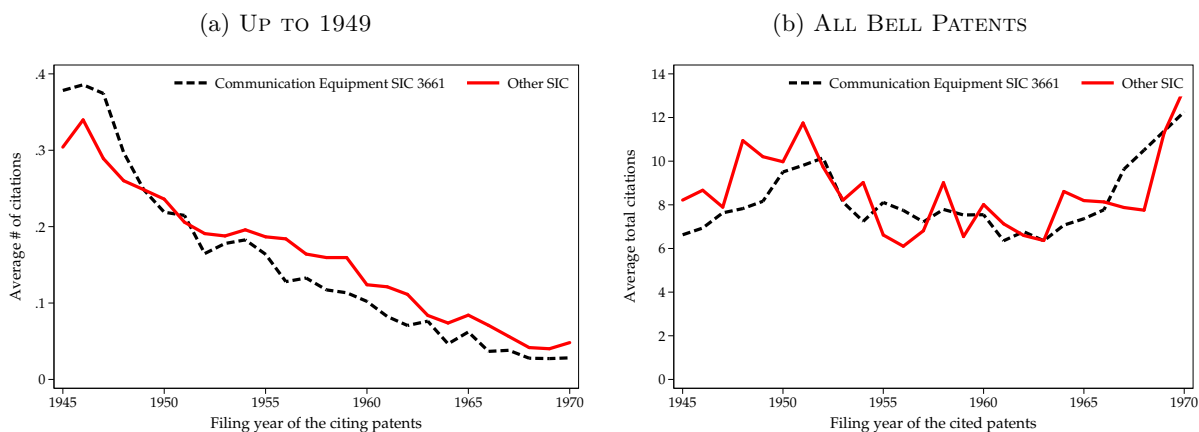 (a) UP TO 1949
Communication Equipment SIC 3661
Other SIC
Average # of citations
.4
.3
.2
.1
0
1945 1950 1955 1960 1965 1970
Filing year of the citing patents
(b) ALL BELL PATENTS
Communication Equipment SIC 3661
Other SIC
Average total citations
14
12
10
8
6
4
2
0
1945 1950 1955 1960 1965 1970
Filing year of the cited patents